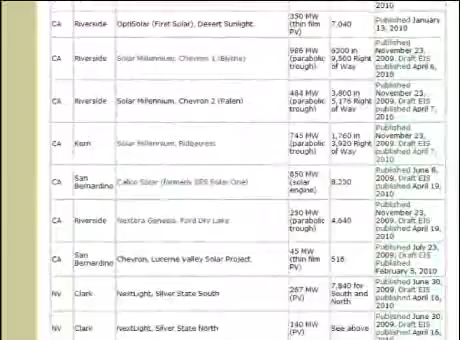 2010
CA Riverside OptiSolar (First Solar), Desert Sunlight 350 MW (thin film PV) 7,040 Published January 13, 2010
CA Riverside Solar Millennium, Chevron 1 (Blythe) 986 MW (parabolic trough) 6200 in 9,560 Right of Way Published November 23, 2009. Draft EIS published April 6, 2010
CA Riverside Solar Millennium, Chevron 2 (Palen) 484 MW (parabolic trough) 3,800 in 5,176 Right of Way Published November 23, 2009. Draft EIS published April 7, 2010
CA Kern Solar Millennium, Ridgecrest 745 MW (parabolic trough) 1,760 in 3,920 Right of Way Published November 23, 2009. Draft EIS published April 7, 2010
CA San Bernardino Calico Solar (formerly SES Solar One) 850 MW (solar engine) 8,230 Published June 8, 2009. Draft EIS published April 19, 2010
CA Riverside NextEra Genesis, Ford Dry Lake 250 MW (parabolic trough) 4,640 Published November 23, 2009. Draft EIS published April 19, 2010
CA San Bernardino Chevron, Lucerne Valley Solar Project 45 MW (thin film PV) 516 Published July 23, 2009. Draft EIS Published February 5, 2010
NV Clark NextLight, Silver State South 267 MW (PV) 7,840 for South and North Published June 30, 2009. Draft EIS published April 16, 2010
NV Clark NextLight, Silver State North 140 MW (PV) See above Published June 30, 2009. Draft EIS published April 16,